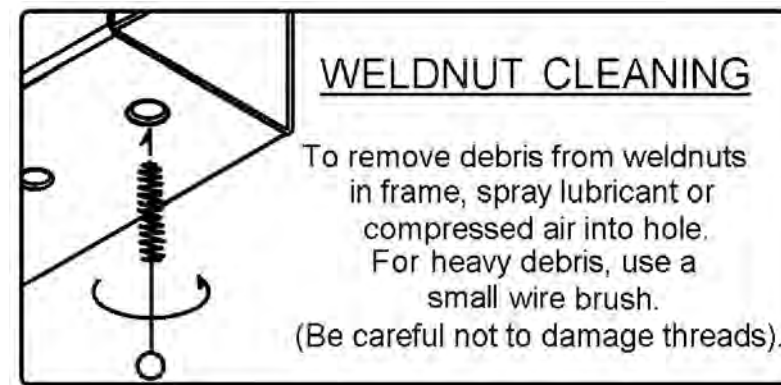 WELDNUT CLEANING
To remove debris from weldnuts
in frame, spray lubricant or
compressed air into hole.
For heavy debris, use a
small wire brush.
(Be careful not to damage threads).